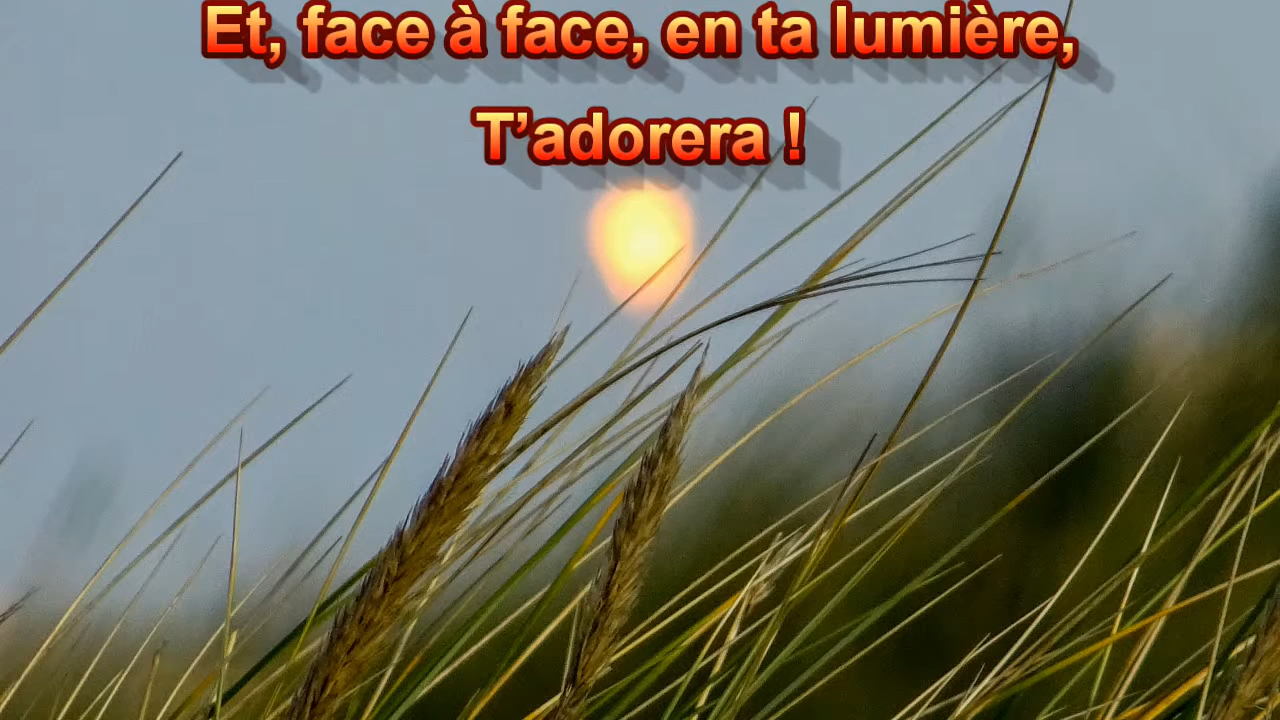 Et, face à face, en ta lumière,
T’adorera !